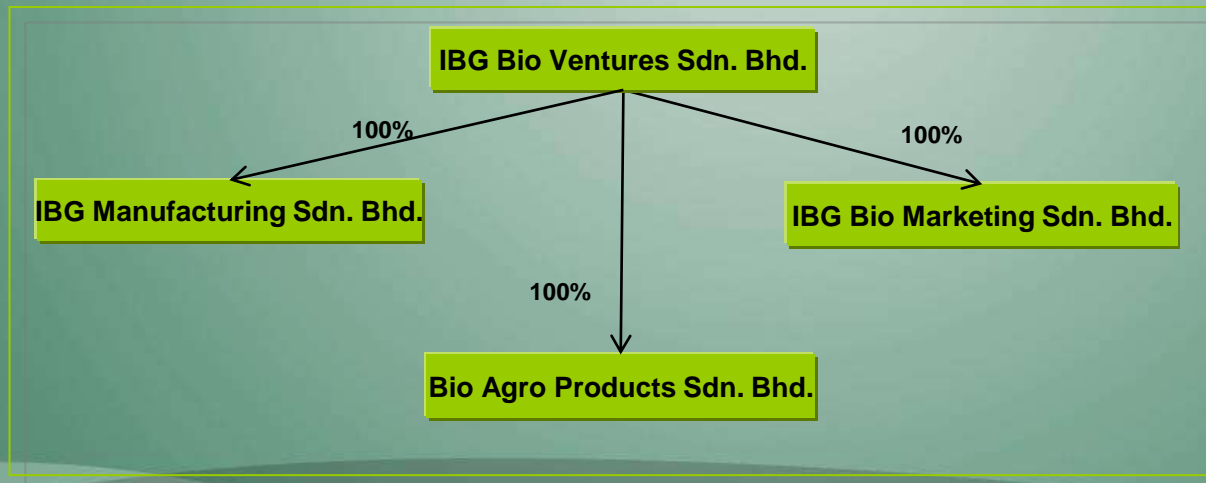 IBG Bio Ventures Sdn. Bhd.
100%
100%
IBG Manufacturing Sdn. Bhd.
IBG Bio Marketing Sdn. Bhd.
100%
Bio Agro Products Sdn. Bhd.